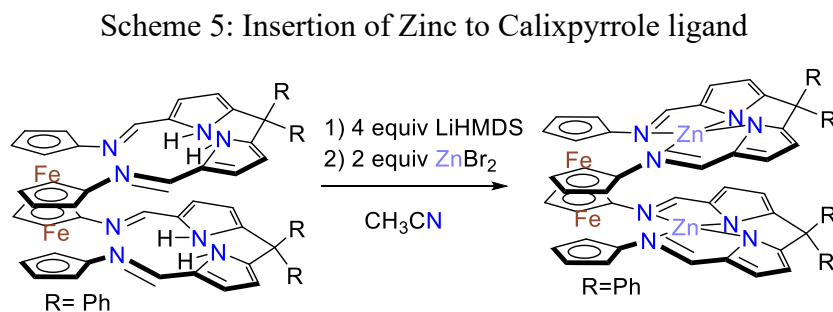 Scheme 5: Insertion of Zinc to Calixpyrrole ligand
R
R
N
H
N
H
N
N
Fe
Fe
N
N
H
N
H
N
R
R
R= Ph
1) 4 equiv LiHMDS
2) 2 equiv ZnBr₂
CH₃CN
R
R
N
N
Zn
N
N
Fe
Fe
N
N
Zn
N
N
R
R
R=Ph